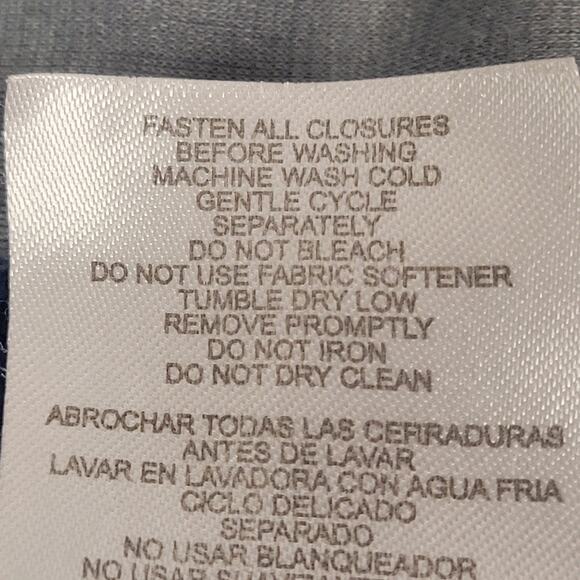 FASTEN ALL CLOSURES
BEFORE WASHING
MACHINE WASH COLD
GENTLE CYCLE
SEPARATELY
DO NOT BLEACH
DO NOT USE FABRIC SOFTENER
TUMBLE DRY LOW
REMOVE PROMPTLY
DO NOT IRON
DO NOT DRY CLEAN
ABROCHAR TODAS LAS CERRADURAS
ANTES DE LAVAR
LAVAR EN LAVADORA CON AGUA FRIA
CICLO DELICADO
SEPARADO
NO USAR BLANQUEADOR
NO USAR